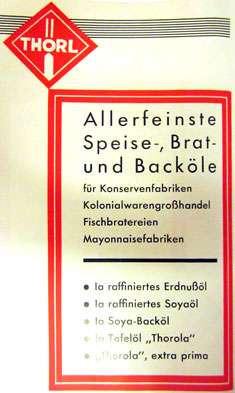 THÖRL
Allerfeinste
Speise-, Brat-
und Backöle
für Konservenfabriken
Kolonialwarengroßhandel
Fischbratereien
Mayonnaisefabriken
● Ia raffiniertes Erdnußöl
● Ia raffiniertes Soyaöl
● Ia Soya-Backöl
● Ia Tafelöl „Thorola"
● „Thorola", extra prima